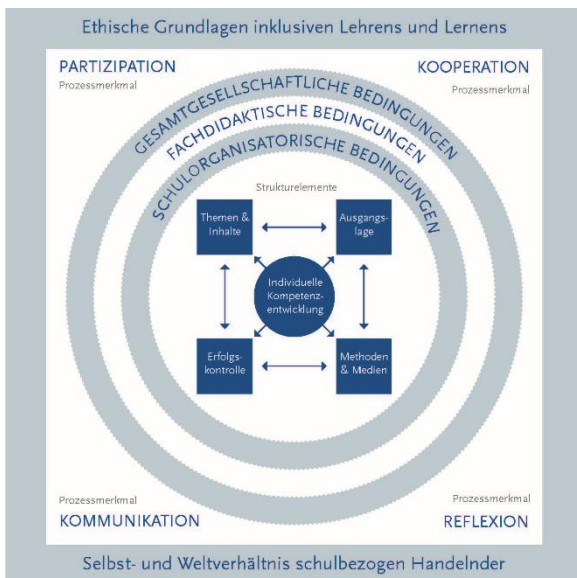 Ethische Grundlagen inklusiven Lehrens und Lernens
PARTIZIPATION
Prozessmerkmal
KOOPERATION
Prozessmerkmal
GESAMTGESELLSCHAFTLICHE BEDINGUNGEN
FACHDIDAKTISCHE BEDINGUNGEN
SCHULORGANISATORISCHE BEDINGUNGEN
Strukturelemente
Themen &
Inhalte
Ausgangs-
lage
Individuelle
Kompetenz-
entwicklung
Erfolgs-
kontrolle
Methoden
& Medien
Prozessmerkmal
KOMMUNIKATION
Prozessmerkmal
REFLEXION
Selbst- und Weltverhältnis schulbezogen Handelnder